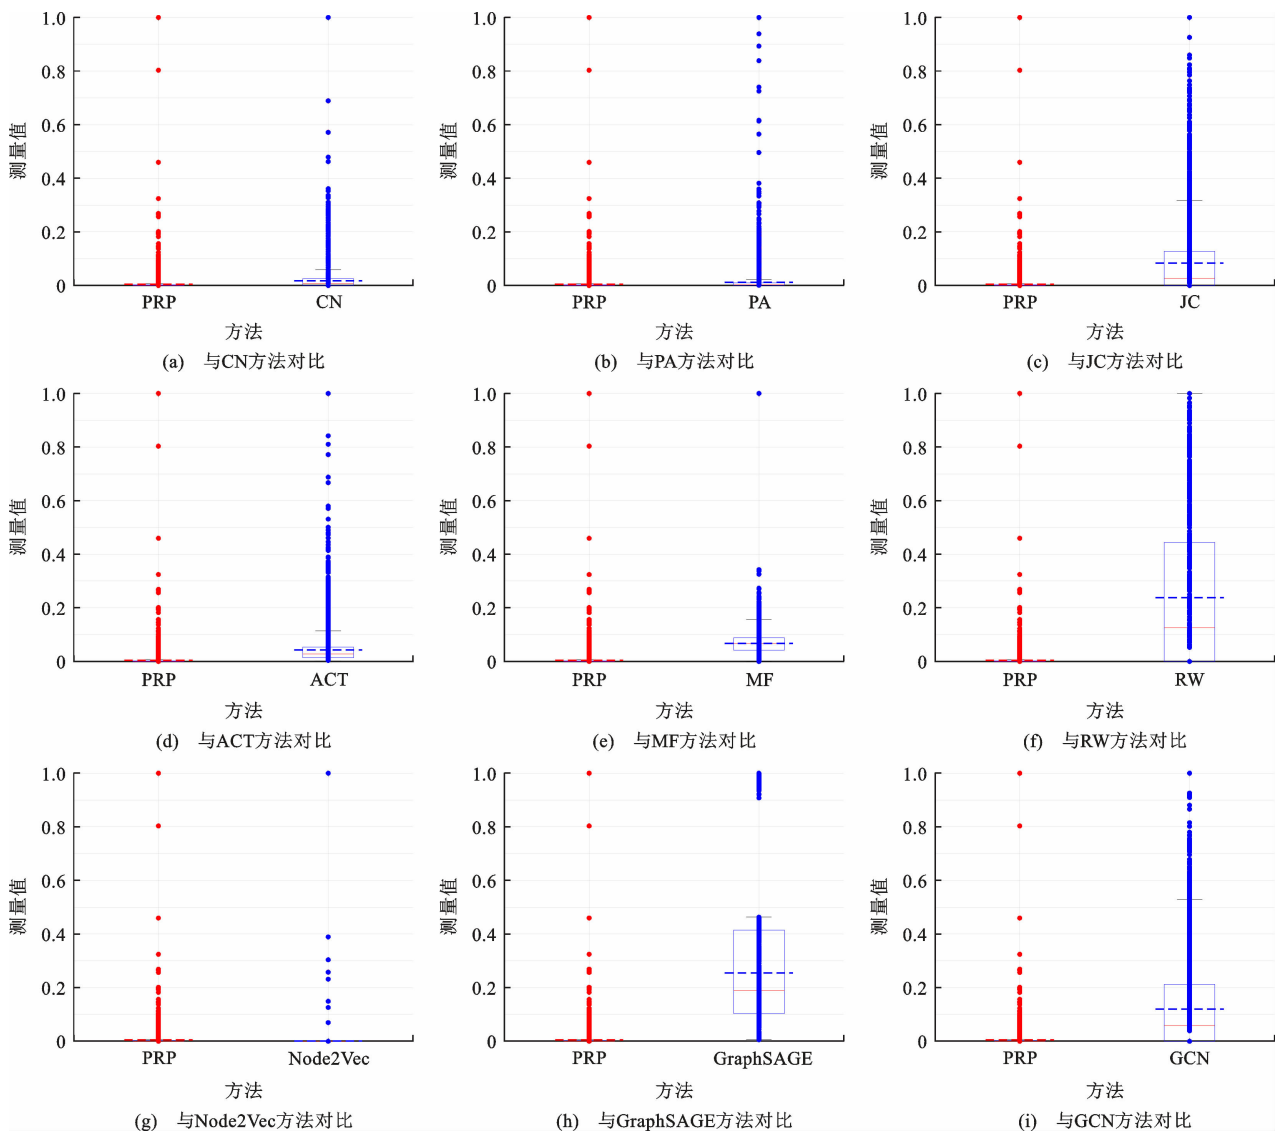 1.0
0.8
0.6
0.4
0.2
0
测量值
PRP
CN
方法
(a) 与CN方法对比
1.0
0.8
0.6
0.4
0.2
0
测量值
PRP
PA
方法
(b) 与PA方法对比
1.0
0.8
0.6
0.4
0.2
0
测量值
PRP
JC
方法
(c) 与JC方法对比
1.0
0.8
0.6
0.4
0.2
0
测量值
PRP
ACT
方法
(d) 与ACT方法对比
1.0
0.8
0.6
0.4
0.2
0
测量值
PRP
MF
方法
(e) 与MF方法对比
1.0
0.8
0.6
0.4
0.2
0
测量值
PRP
RW
方法
(f) 与RW方法对比
1.0
0.8
0.6
0.4
0.2
0
测量值
PRP
Node2Vec
方法
(g) 与Node2Vec方法对比
1.0
0.8
0.6
0.4
0.2
0
测量值
PRP
GraphSAGE
方法
(h) 与GraphSAGE方法对比
1.0
0.8
0.6
0.4
0.2
0
测量值
PRP
GCN
方法
(i) 与GCN方法对比